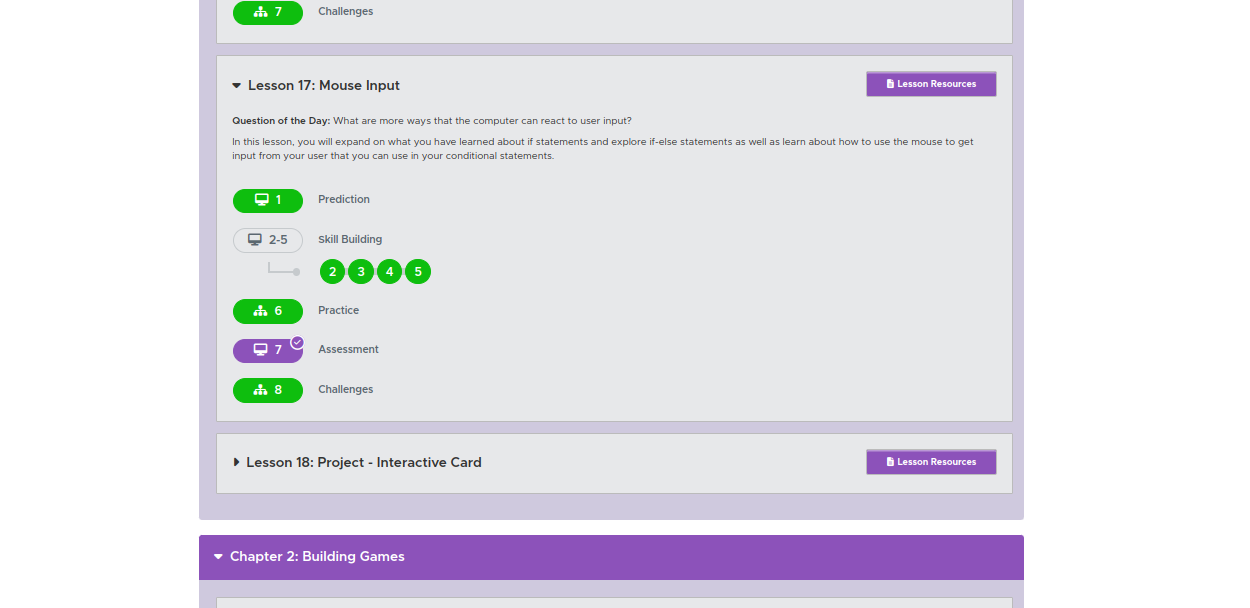 7 Challenges
Lesson 17: Mouse Input
Lesson Resources
Question of the Day: What are more ways that the computer can react to user input?
In this lesson, you will expand on what you have learned about if statements and explore if-else statements as well as learn about how to use the mouse to get
input from your user that you can use in your conditional statements.
1 Prediction
2-5 Skill Building
2 3 4 5
6 Practice
7 Assessment
8 Challenges
Lesson 18: Project - Interactive Card
Lesson Resources
Chapter 2: Building Games